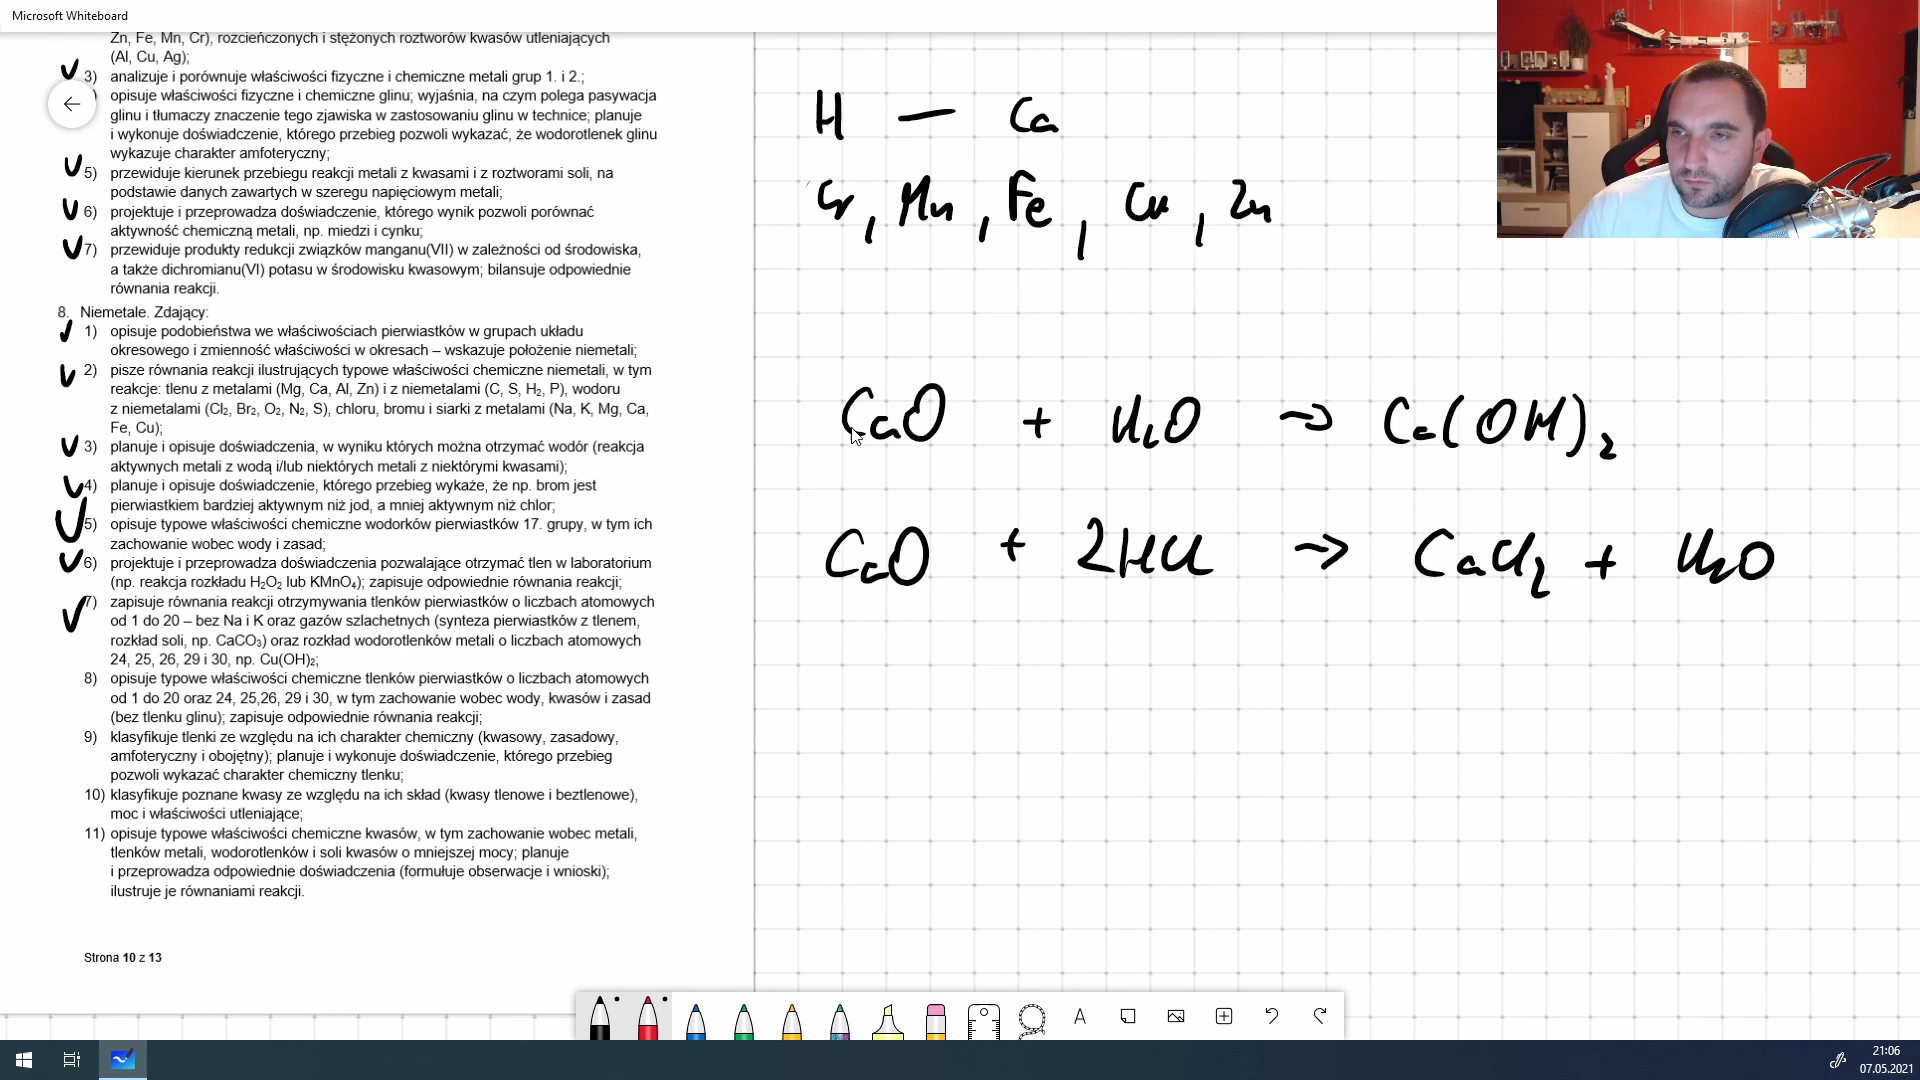 Microsoft Whiteboard
Zn, Fe, Mn, Cr), rozcieńczonych i stężonych roztworów kwasów utleniających
(Al, Cu, Ag);
3) analizuje i porównuje właściwości fizyczne i chemiczne metali grup 1. i 2.;
opisuje właściwości fizyczne i chemiczne glinu; wyjaśnia, na czym polega pasywacja
glinu i tłumaczy znaczenie tego zjawiska w zastosowaniu glinu w technice; planuje
i wykonuje doświadczenie, którego przebieg pozwoli wykazać, że wodorotlenek glinu
wykazuje charakter amfoteryczny;
5) przewiduje kierunek przebiegu reakcji metali z kwasami i z roztworami soli, na
podstawie danych zawartych w szeregu napięciowym metali;
6) projektuje i przeprowadza doświadczenie, którego wynik pozwoli porównać
aktywność chemiczną metali, np. miedzi i cynku;
7) przewiduje produkty redukcji związków manganu(VII) w zależności od środowiska,
a także dichromianu(VI) potasu w środowisku kwasowym; bilansuje odpowiednie
równania reakcji.
8. Niemetale. Zdający:
1) opisuje podobieństwa we właściwościach pierwiastków w grupach układu
okresowego i zmienność właściwości w okresach – wskazuje położenie niemetali;
2) pisze równania reakcji ilustrujących typowe właściwości chemiczne niemetali, w tym
reakcje: tlenu z metalami (Mg, Ca, Al, Zn) i z niemetalami (C, S, H₂, P), wodoru
z niemetalami (Cl₂, Br₂, O₂, N₂, S), chloru, bromu i siarki z metalami (Na, K, Mg, Ca,
Fe, Cu);
3) planuje i opisuje doświadczenia, w wyniku których można otrzymać wodór (reakcja
aktywnych metali z wodą i/lub niektórych metali z niektórymi kwasami);
4) planuje i opisuje doświadczenie, którego przebieg wykaże, że np. brom jest
pierwiastkiem bardziej aktywnym niż jod, a mniej aktywnym niż chlor;
5) opisuje typowe właściwości chemiczne wodorków pierwiastków 17. grupy, w tym ich
zachowanie wobec wody i zasad;
6) projektuje i przeprowadza doświadczenia pozwalające otrzymać tlen w laboratorium
(np. reakcja rozkładu H₂O₂ lub KMnO₄); zapisuje odpowiednie równania reakcji;
7) zapisuje równania reakcji otrzymywania tlenków pierwiastków o liczbach atomowych
od 1 do 20 – bez Na i K oraz gazów szlachetnych (synteza pierwiastków z tlenem,
rozkład soli, np. CaCO₃) oraz rozkład wodorotlenków metali o liczbach atomowych
24, 25, 26, 29 i 30, np. Cu(OH)₂;
8) opisuje typowe właściwości chemiczne tlenków pierwiastków o liczbach atomowych
od 1 do 20 oraz 24, 25,26, 29 i 30, w tym zachowanie wobec wody, kwasów i zasad
(bez tlenku glinu); zapisuje odpowiednie równania reakcji;
9) klasyfikuje tlenki ze względu na ich charakter chemiczny (kwasowy, zasadowy,
amfoteryczny i obojętny); planuje i wykonuje doświadczenie, którego przebieg
pozwoli wykazać charakter chemiczny tlenku;
10) klasyfikuje poznane kwasy ze względu na ich skład (kwasy tlenowe i beztlenowe),
moc i właściwości utleniające;
11) opisuje typowe właściwości chemiczne kwasów, w tym zachowanie wobec metali,
tlenków metali, wodorotlenków i soli kwasów o mniejszej mocy; planuje
i przeprowadza odpowiednie doświadczenia (formułuje obserwacje i wnioski);
ilustruje je równaniami reakcji.
Strona 10 z 13
H — Ca
Cr, Mn, Fe, Cu, Zn
CaO + H₂O → Ca(OH)₂
CaO + 2HCl → CaCl₂ + H₂O
21:06
07.05.2021